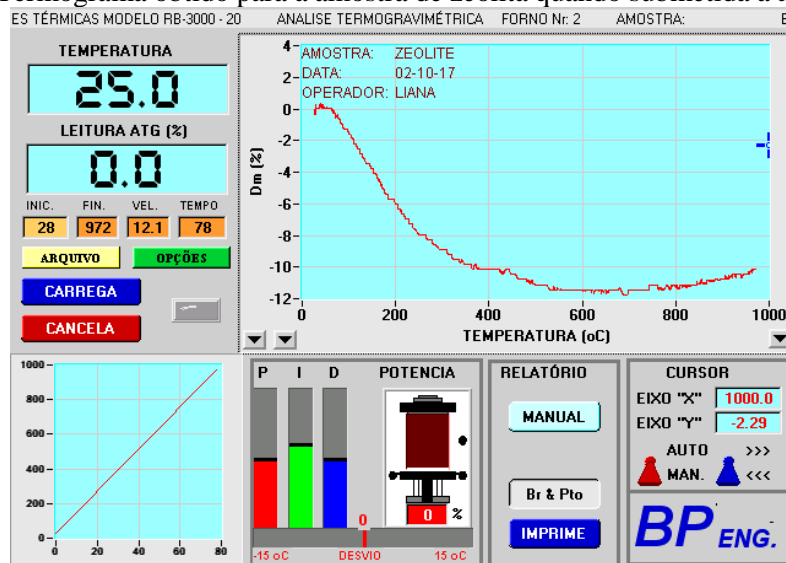 Termograma obtido para a amostra de zeolita quando submetida a
ES TÉRMICAS MODELO RB-3000 - 20 ANALISE TERMOGRAVIMÉTRICA FORNO Nr: 2 AMOSTRA:
TEMPERATURA
25.0
LEITURA ATG (%)
0.0
INIC. FIN. VEL. TEMPO
28 972 12.1 78
ARQUIVO OPÇÕES
CARREGA
CANCELA
AMOSTRA: ZEOLITE
DATA: 02-10-17
OPERADOR: LIANA
Dm (%)
4
2
0
-2
-4
-6
-8
-10
-12
0 200 400 600 800 1000
TEMPERATURA (oC)
1000
800
600
400
200
0
0 20 40 60 80
P I D POTENCIA
0 %
0
-15 oC DESVIO 15 oC
RELATÓRIO
MANUAL
Br & Pto
IMPRIME
CURSOR
EIXO "X" 1000.0
EIXO "Y" -2.29
AUTO >>>
MAN. <<<
BP ENG.